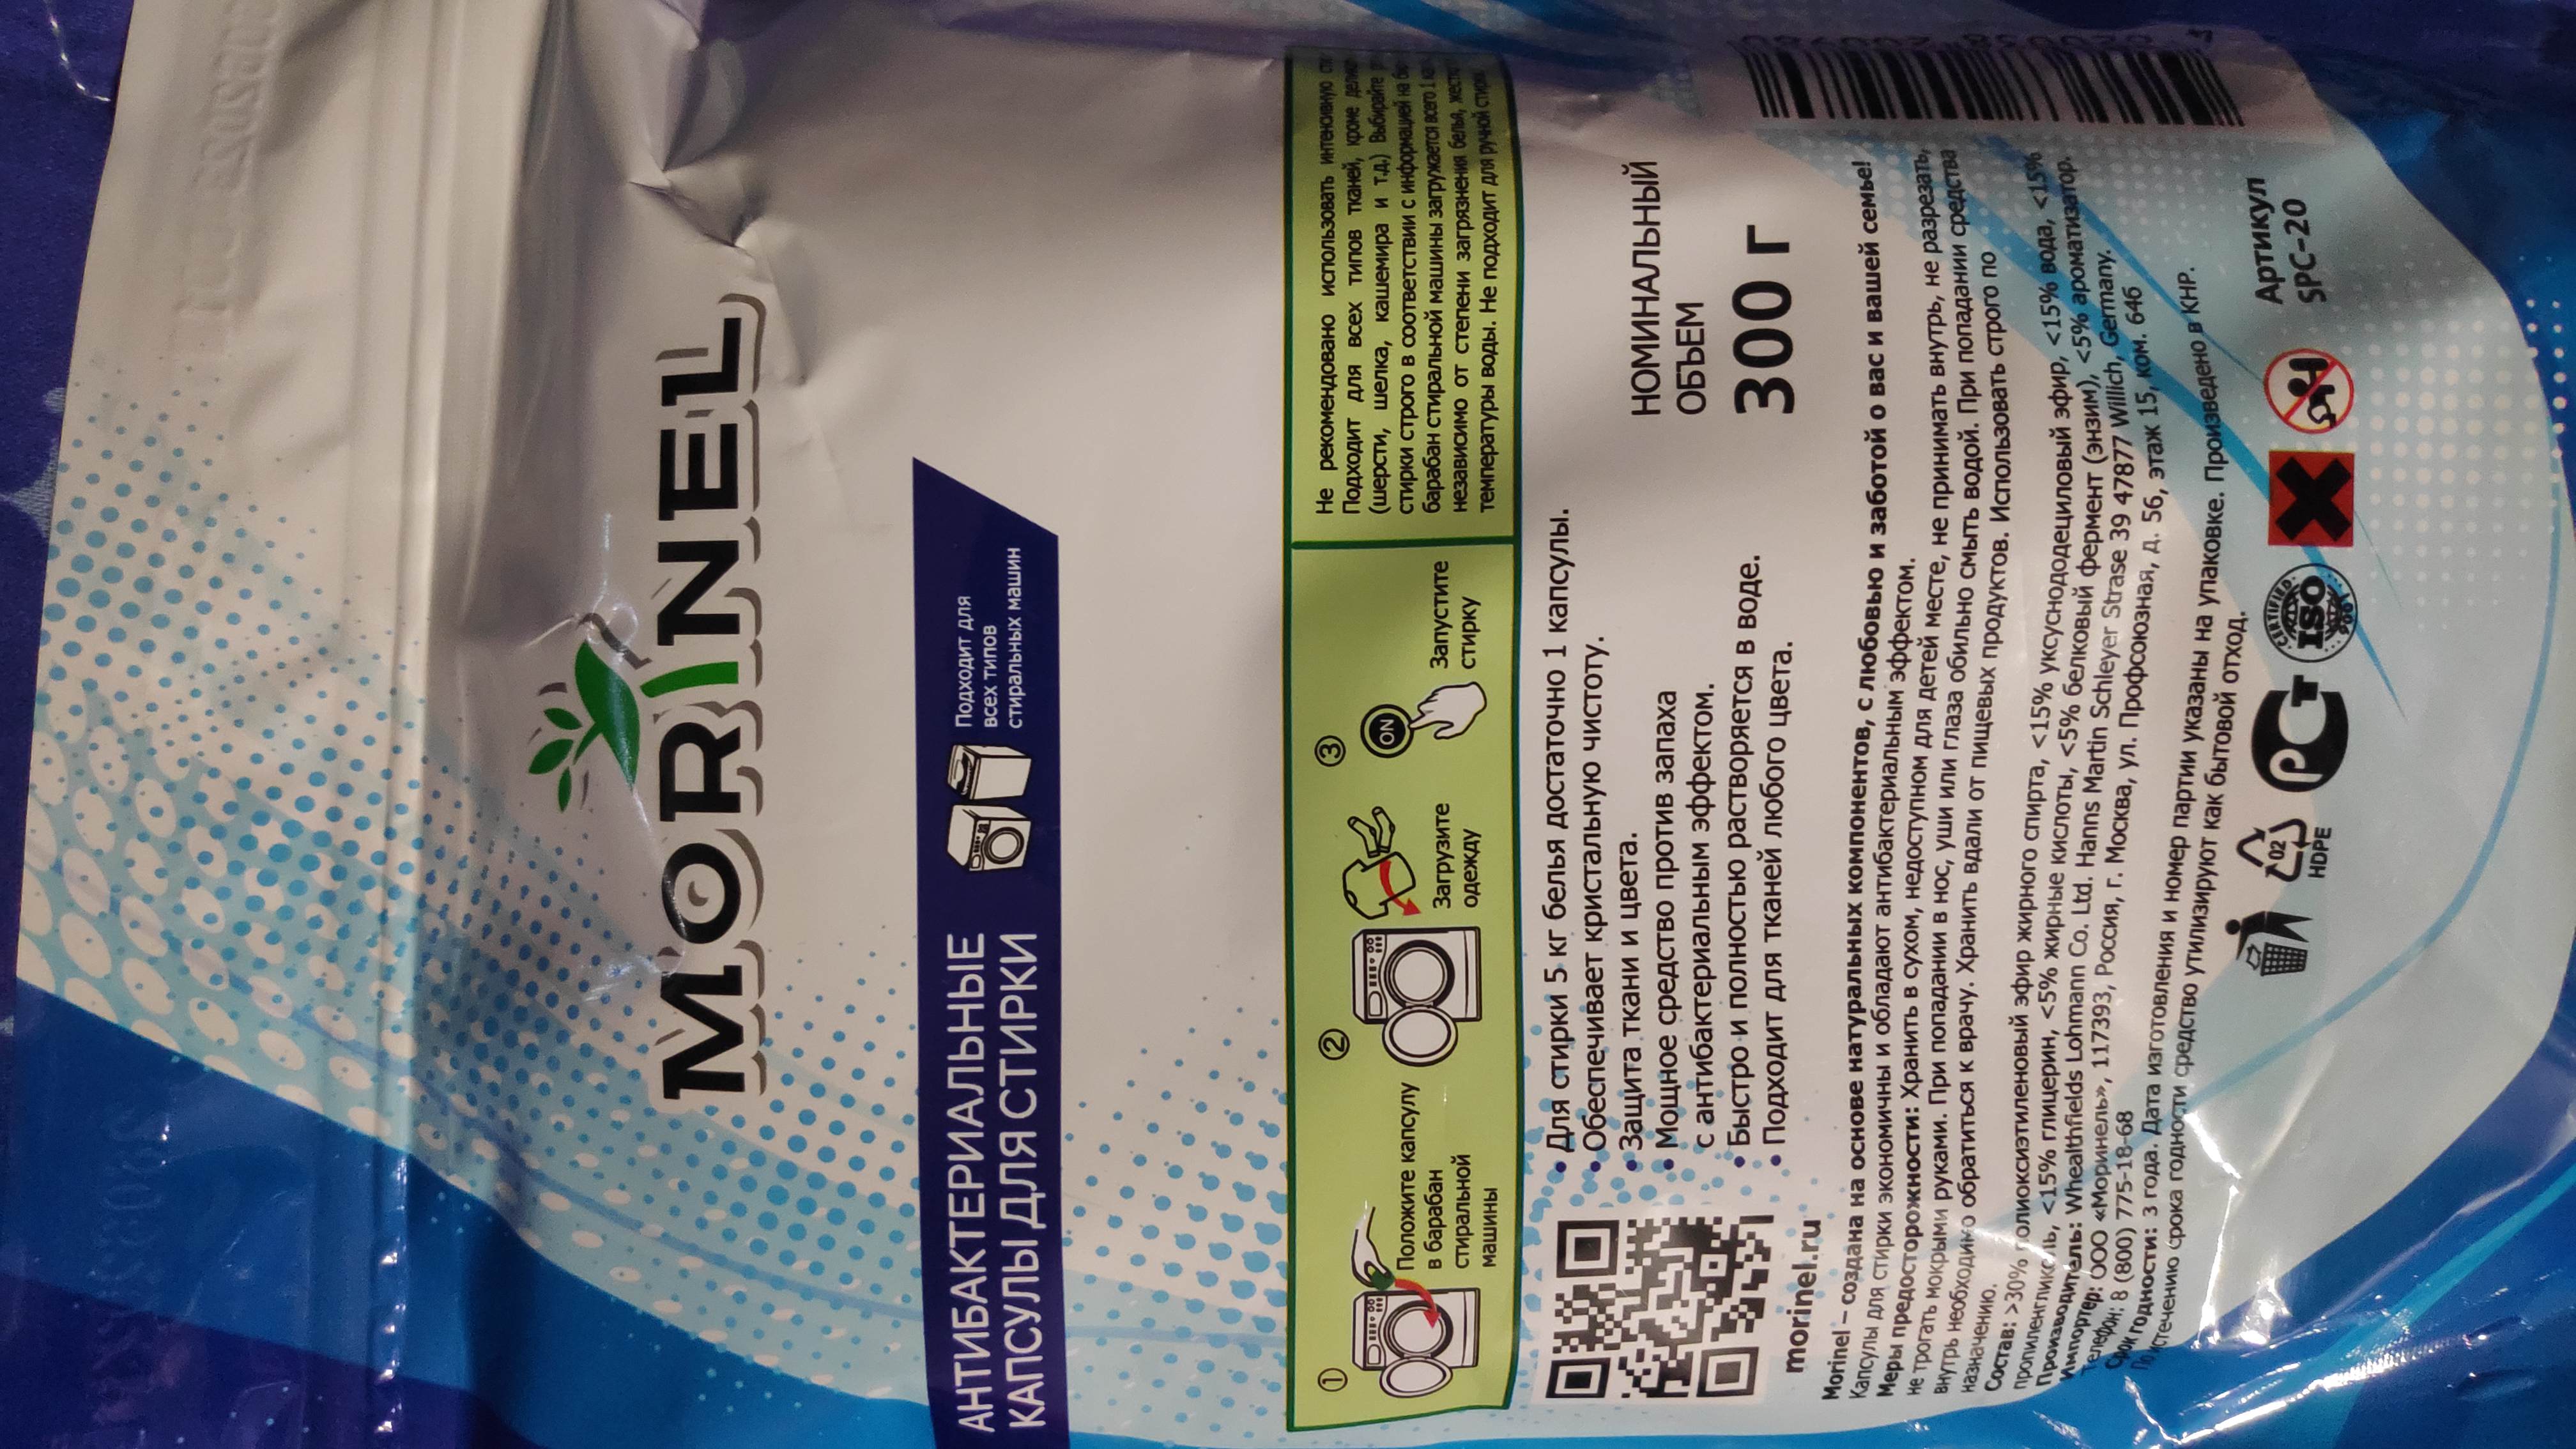 MORINEL
АНТИБАКТЕРИАЛЬНЫЕ
КАПСУЛЫ ДЛЯ СТИРКИ
Подходит для
всех типов
стиральных машин
①
Положите капсулу
в барабан
стиральной
машины
②
Загрузите
одежду
③
ON
Запустите
стирку
Не рекомендовано использовать интенсивную
Подходит для всех типов тканей, кроме
(шерсти, шелка, кашемира и т.д.) Выбирайте
стирки строго в соответствии с информацией на
барабан стиральной машины загружается всего 1
независимо от степени загрязнения белья,
температуры воды. Не подходит для ручной стирки.
• Для стирки 5 кг белья достаточно 1 капсулы.
• Обеспечивает кристальную чистоту.
• Защита ткани и цвета.
• Мощное средство против запаха
с антибактериальным эффектом.
• Быстро и полностью растворяется в воде.
• Подходит для тканей любого цвета.
НОМИНАЛЬНЫЙ
ОБЪЕМ
300 г
morinel.ru
Morinel – создана на основе натуральных компонентов, с любовью и заботой о вас и вашей семье!
Капсулы для стирки экономичны и обладают антибактериальным эффектом.
Меры предосторожности: Хранить в сухом, недоступном для детей месте, не принимать внутрь, не разрезать,
не трогать мокрыми руками. При попадании в нос, уши или глаза обильно смыть водой. При попадании средства
внутрь необходимо обратиться к врачу. Хранить вдали от пищевых продуктов. Использовать строго по
назначению.
Состав: >30% полиоксиэтиленовый эфир жирного спирта, <15% уксуснододециловый эфир, <15% вода, <15%
пропиленгликоль, <15% глицерин, <5% жирные кислоты, <5% белковый фермент (энзим), <5% ароматизатор.
Производитель: Whealthfields Lohmann Co. Ltd. Hanns Martin Schleyer Strase 39 47877 Willich, Germany.
Импортер: ООО «Моринель», 117393, Россия, г. Москва, ул. Профсоюзная, д. 56, этаж 15, ком. 646
Телефон: 8 (800) 775-18-68
Срок годности: 3 года. Дата изготовления и номер партии указаны на упаковке. Произведено в КНР.
По истечению срока годности средство утилизируют как бытовой отход.
02
HDPE
РСТ
CERTIFIED
ISO
9001
Артикул
SPC-20